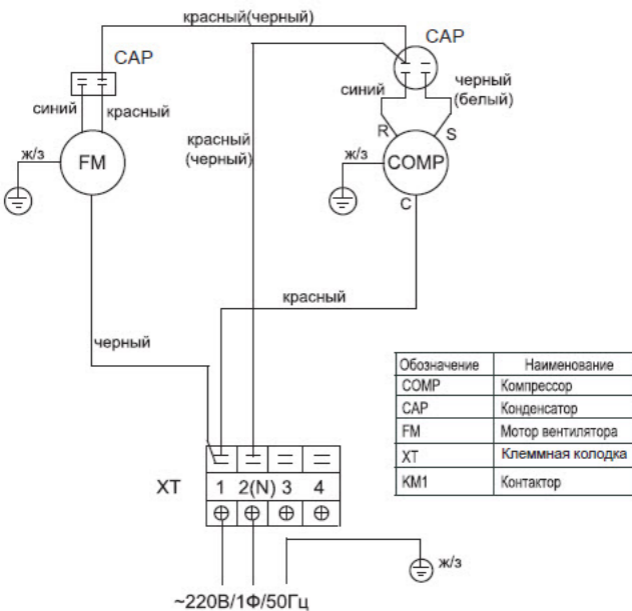 красный(черный)
CAP
CAP
синий
красный
синий
черный
(белый)
красный
(черный)
R
S
ж/з
FM
ж/з
COMP
C
красный
черный
Обозначение Наименование
COMP Компрессор
CAP Конденсатор
FM Мотор вентилятора
XT Клеммная колодка
KM1 Контактор
XT
1 2(N) 3 4
ж/з
~220В/1Ф/50Гц